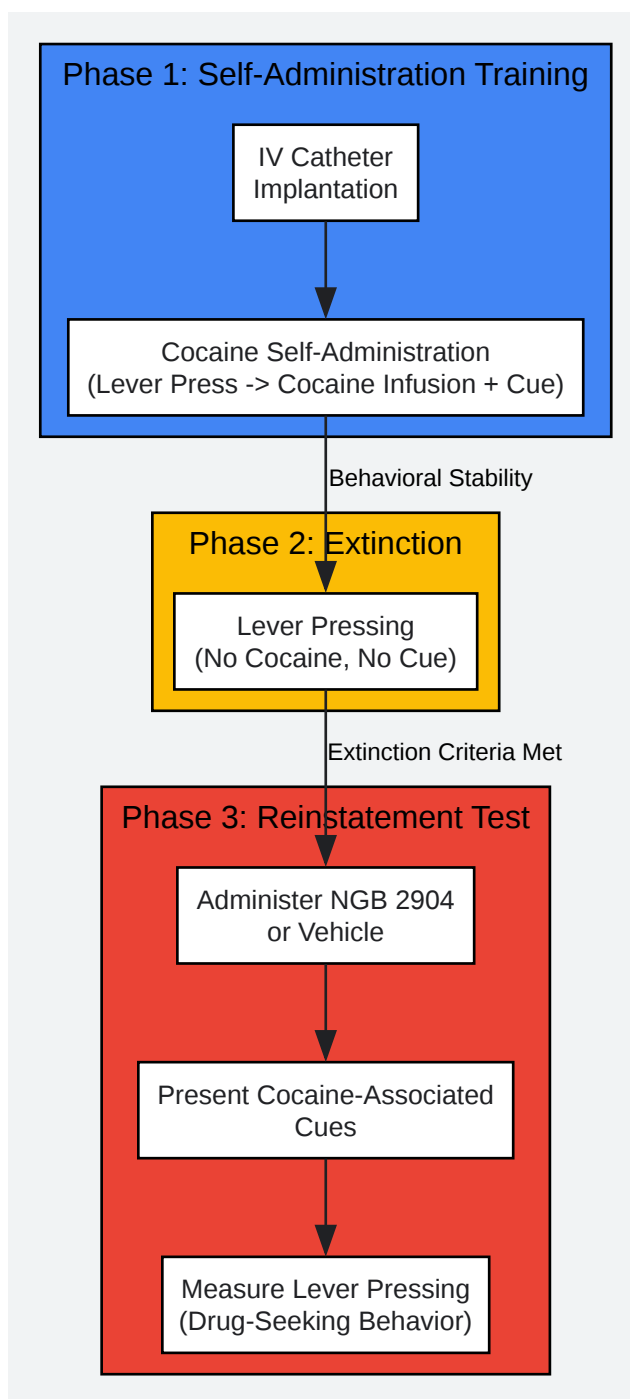 Phase 1: Self-Administration Training
IV Catheter
Implantation
Cocaine Self-Administration
(Lever Press -> Cocaine Infusion + Cue)
Behavioral Stability
Phase 2: Extinction
Lever Pressing
(No Cocaine, No Cue)
Extinction Criteria Met
Phase 3: Reinstatement Test
Administer NGB 2904
or Vehicle
Present Cocaine-Associated
Cues
Measure Lever Pressing
(Drug-Seeking Behavior)